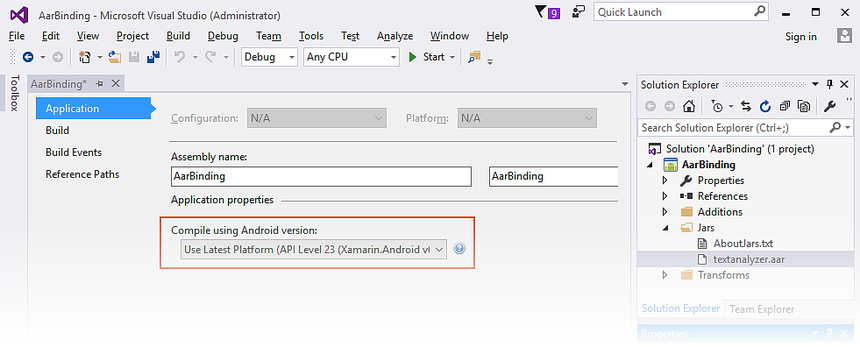 AarBinding - Microsoft Visual Studio (Administrator)
9
Quick Launch
File Edit View Project Build Debug Team Tools Test Analyze Window Help
Sign in
Debug Any CPU Start
Toolbox
AarBinding*
Application
Build
Build Events
Reference Paths
Configuration: N/A Platform: N/A
Assembly name:
AarBinding AarBinding
Application properties
Compile using Android version:
Use Latest Platform (API Level 23 (Xamarin.Android v6
Solution Explorer
Search Solution Explorer (Ctrl+;)
Solution 'AarBinding' (1 project)
AarBinding
Properties
References
Additions
Jars
AboutJars.txt
textanalyzer.aar
Transforms
Solution Explorer Team Explorer
Properties